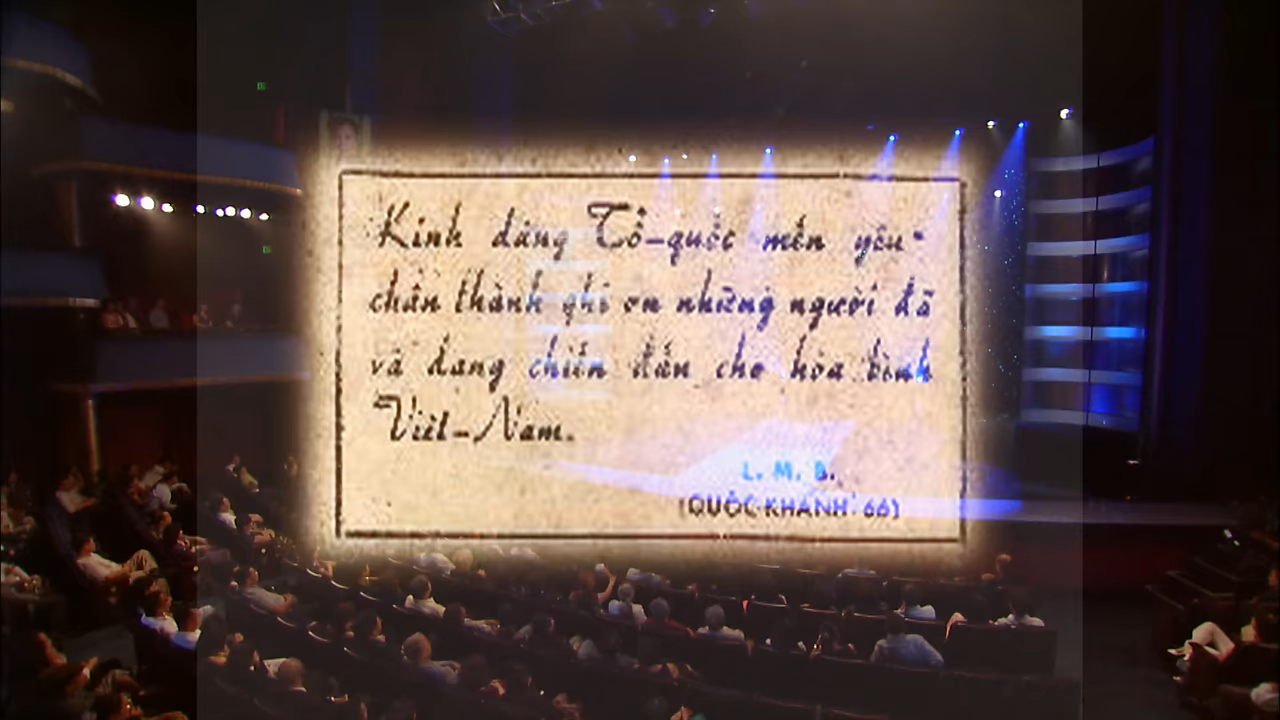 Kính dâng Tổ-quốc mến yêu -
chân thành ghi ơn những người đã
và đang chiến đấu cho hòa bình
Việt-Nam.
L. M. B.
(QUỐC-KHÁNH 66)